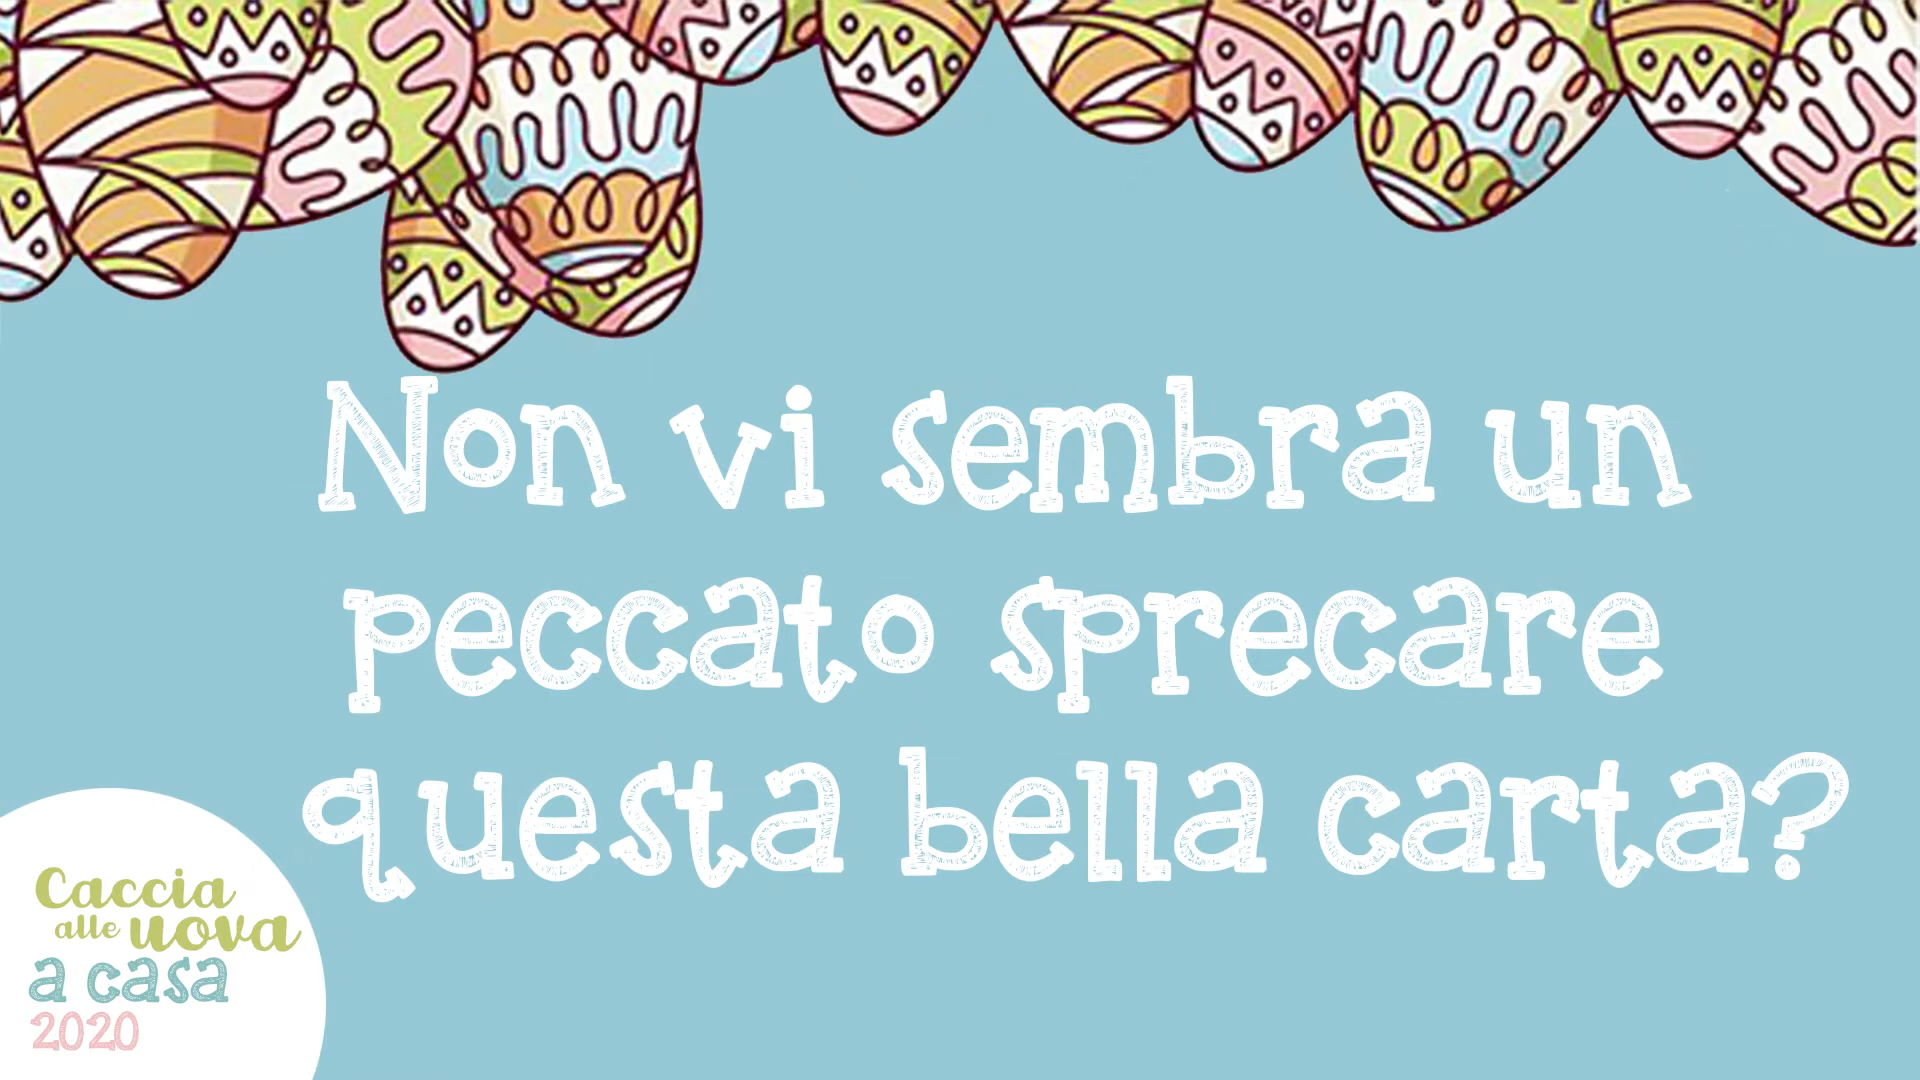 Non vi sembra un
peccato sprecare
questa bella carta?
Caccia
alle uova
a casa
2020